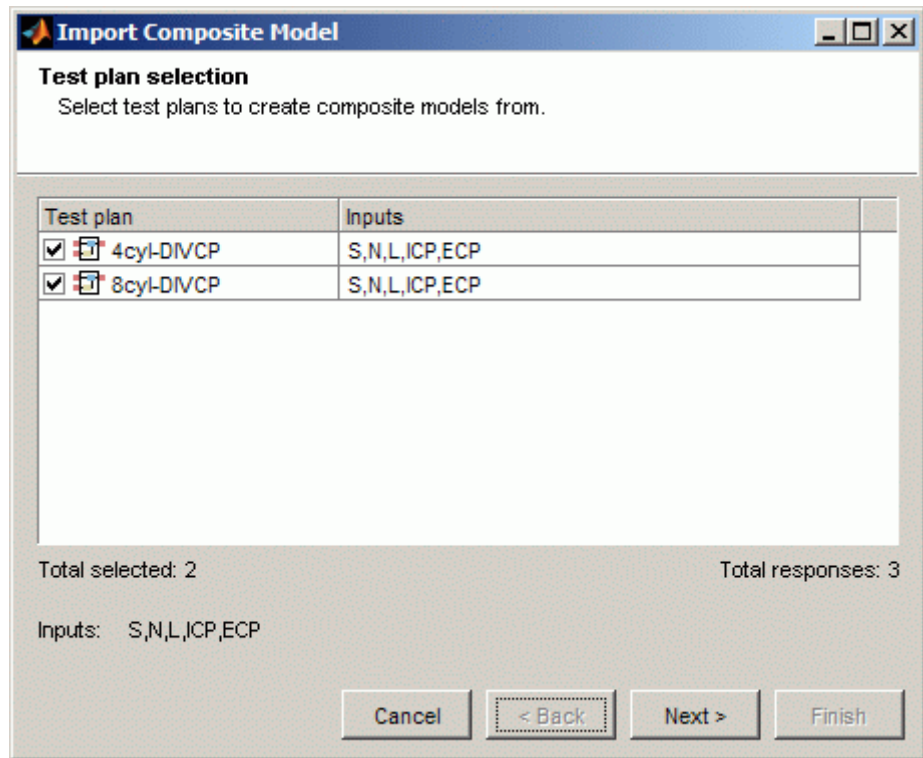 Import Composite Model
Test plan selection
Select test plans to create composite models from.
Test plan Inputs
4cyl-DIVCP S,N,L,ICP,ECP
8cyl-DIVCP S,N,L,ICP,ECP
Total selected: 2 Total responses: 3
Inputs: S,N,L,ICP,ECP
Cancel < Back Next > Finish